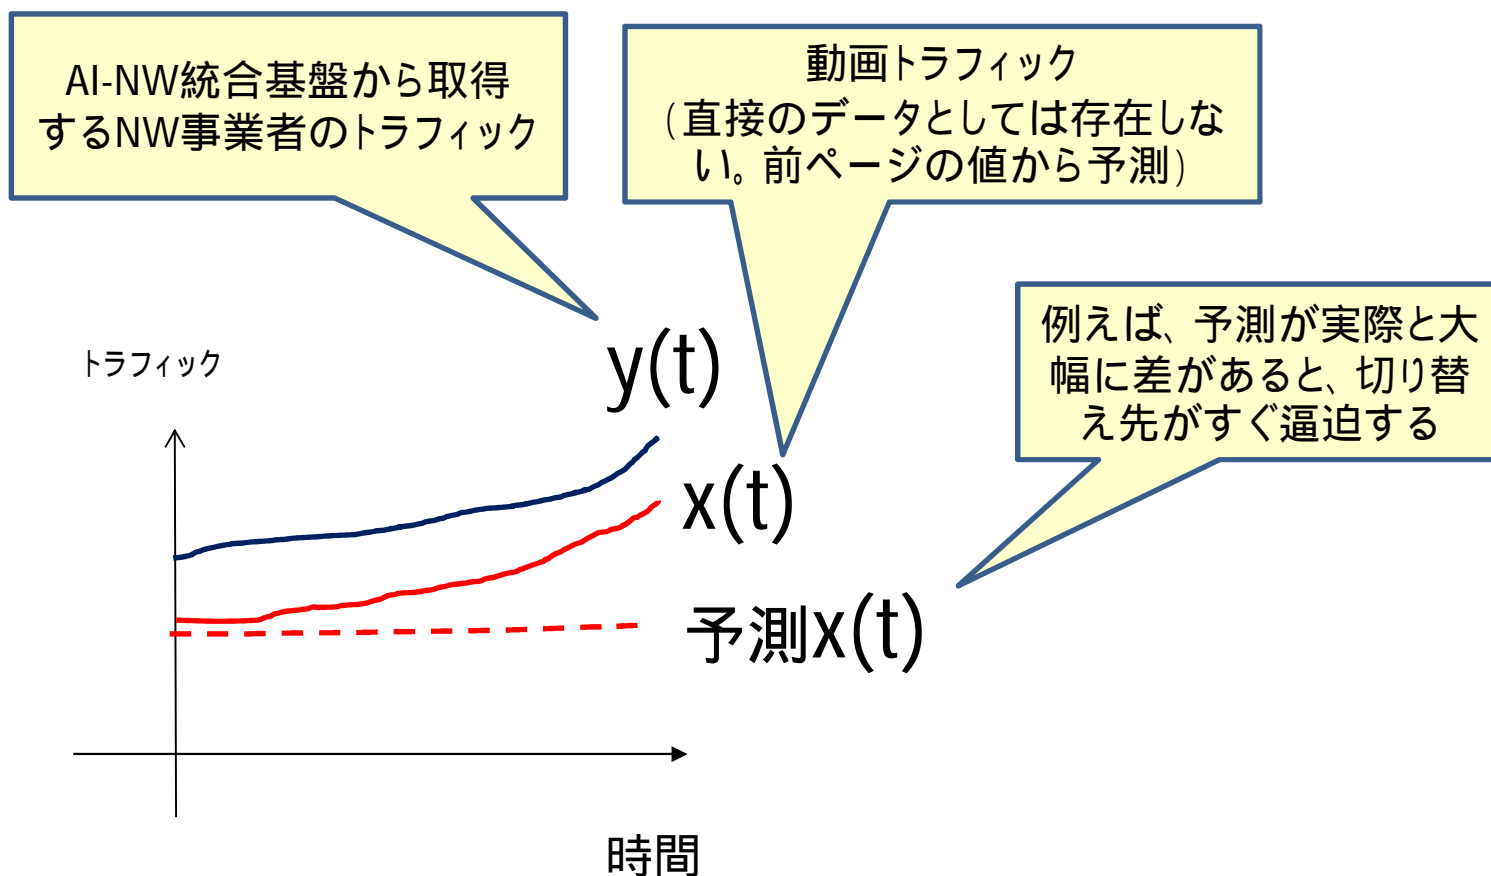 AI-NW統合基盤から取得
するNW事業者のトラフィック
動画トラフィック
(直接のデータとしては存在しな
い。前ページの値から予測)
例えば、予測が実際と大
幅に差があると、切り替
え先がすぐ逼迫する
トラフィック
y(t)
x(t)
予測x(t)
時間